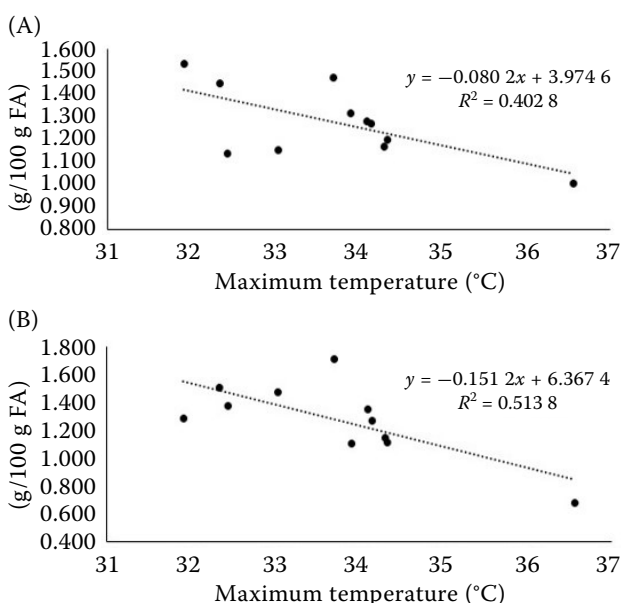 (A)
(g/100 g FA)
1.600
1.500
1.400
1.300
1.200
1.100
1.000
0.900
0.800
y = −0.080 2x + 3.974 6
R² = 0.402 8
31 32 33 34 35 36 37
Maximum temperature (°C)
(B)
(g/100 g FA)
1.800
1.600
1.400
1.200
1.000
0.800
0.600
0.400
y = −0.151 2x + 6.367 4
R² = 0.513 8
31 32 33 34 35 36 37
Maximum temperature (°C)